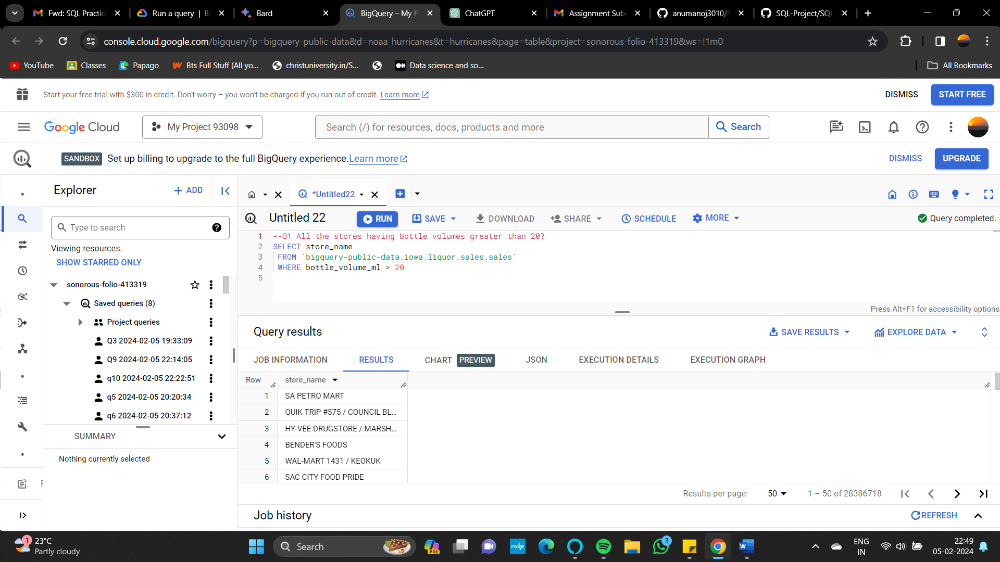 Fwd: SQL Practic
Run a query | Bi
Bard
BigQuery – My P
ChatGPT
Assignment Sub
anumanoj3010/S
SQL-Project/SQL
console.cloud.google.com/bigquery?p=bigquery-public-data&d=noaa_hurricanes&t=hurricanes&page=table&project=sonorous-folio-413319&ws=!1m0
YouTube
Classes
Papago
Bts Full Stuff (All yo...
christuniversity.in/S...
Data science and so...
All Bookmarks
Start your free trial with $300 in credit. Don't worry – you won't be charged if you run out of credit. Learn more
DISMISS
START FREE
Google Cloud
My Project 93098
Search (/) for resources, docs, products and more
Search
SANDBOX Set up billing to upgrade to the full BigQuery experience. Learn more
DISMISS
UPGRADE
Explorer
+ ADD
*Untitled22
Type to search
Viewing resources.
SHOW STARRED ONLY
sonorous-folio-413319
Saved queries (8)
Project queries
Q3 2024-02-05 19:33:09
Q9 2024-02-05 22:14:05
q10 2024-02-05 22:22:51
q5 2024-02-05 20:20:34
q6 2024-02-05 20:37:12
SUMMARY
Nothing currently selected
Untitled 22
RUN
SAVE
DOWNLOAD
SHARE
SCHEDULE
MORE
Query completed.
1 --Q1 All the stores having bottle volumes greater than 20?
2 SELECT store_name
3 FROM `bigquery-public-data.iowa_liquor_sales.sales`
4 WHERE bottle_volume_ml > 20
5
Press Alt+F1 for accessibility options
Query results
SAVE RESULTS
EXPLORE DATA
JOB INFORMATION
RESULTS
CHART PREVIEW
JSON
EXECUTION DETAILS
EXECUTION GRAPH
Row store_name
1 SA PETRO MART
2 QUIK TRIP #575 / COUNCIL BL...
3 HY-VEE DRUGSTORE / MARSH...
4 BENDER'S FOODS
5 WAL-MART 1431 / KEOKUK
6 SAC CITY FOOD PRIDE
Results per page: 50 1 – 50 of 28386718
Job history
REFRESH
1
23°C
Partly cloudy
Search
PRE
myhp
3
W
ENG
IN
22:49
05-02-2024